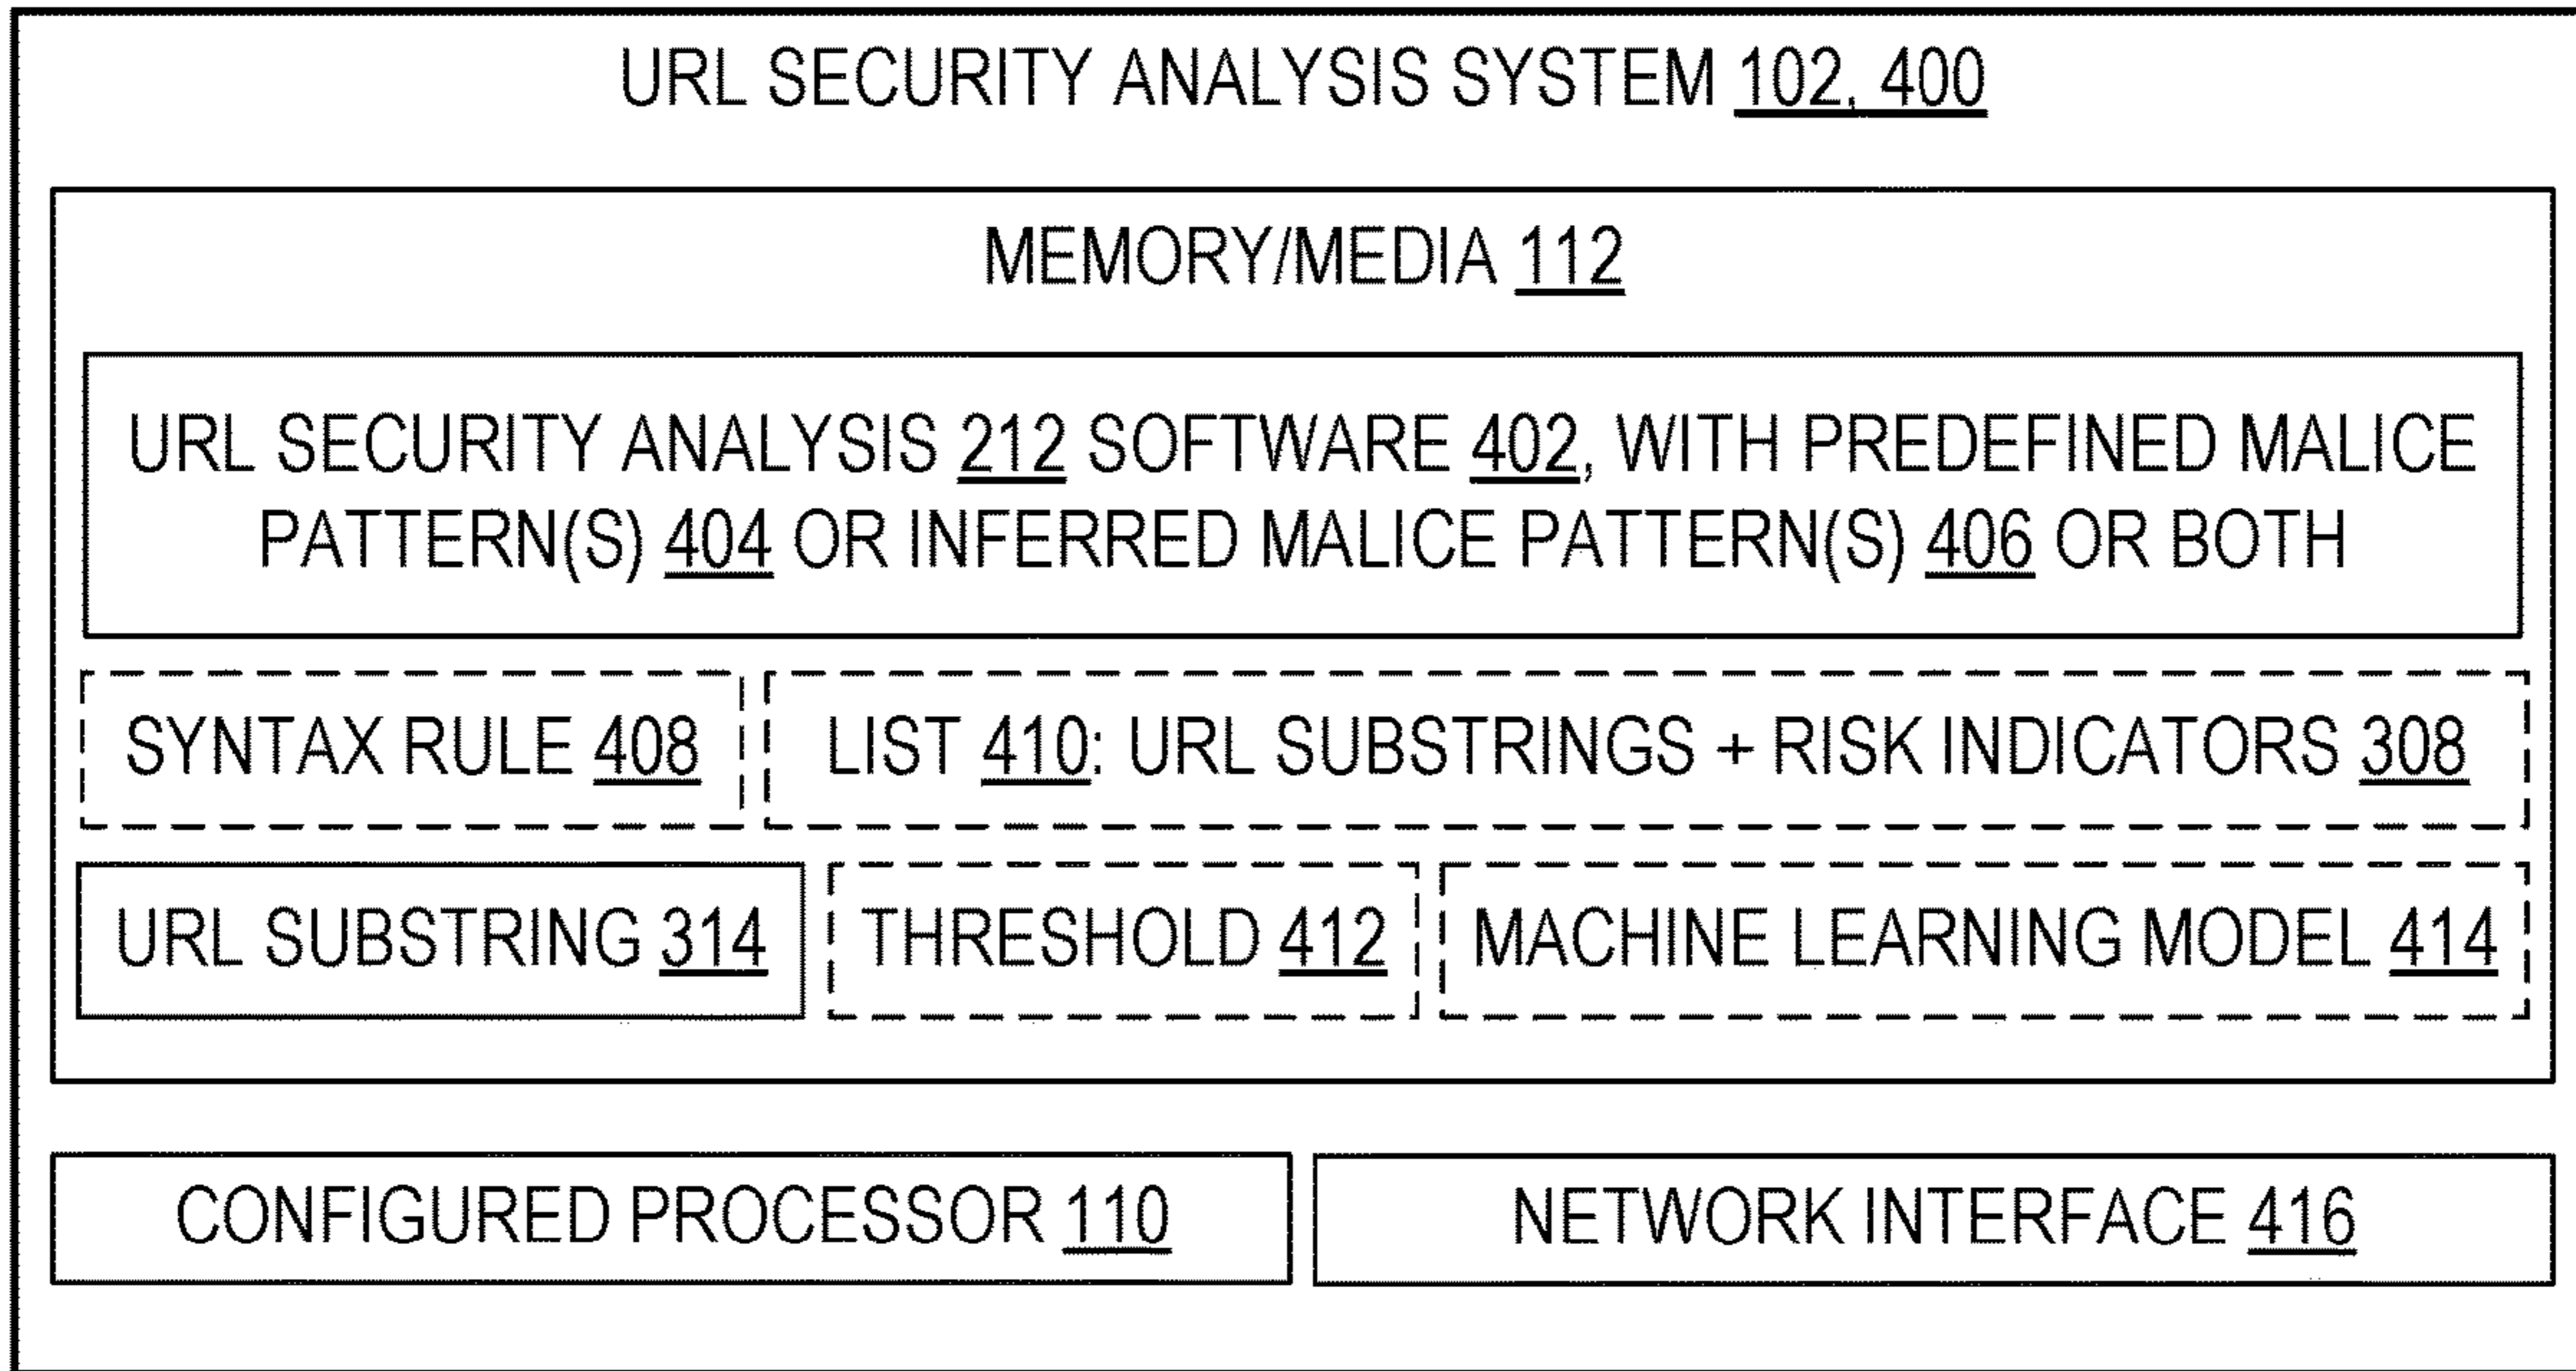 URL SECURITY ANALYSIS SYSTEM 102, 400
MEMORY/MEDIA 112
URL SECURITY ANALYSIS 212 SOFTWARE 402, WITH PREDEFINED MALICE
PATTERN(S) 404 OR INFERRED MALICE PATTERN(S) 406 OR BOTH
SYNTAX RULE 408
LIST 410: URL SUBSTRINGS + RISK INDICATORS 308
URL SUBSTRING 314
THRESHOLD 412
MACHINE LEARNING MODEL 414
CONFIGURED PROCESSOR 110
NETWORK INTERFACE 416